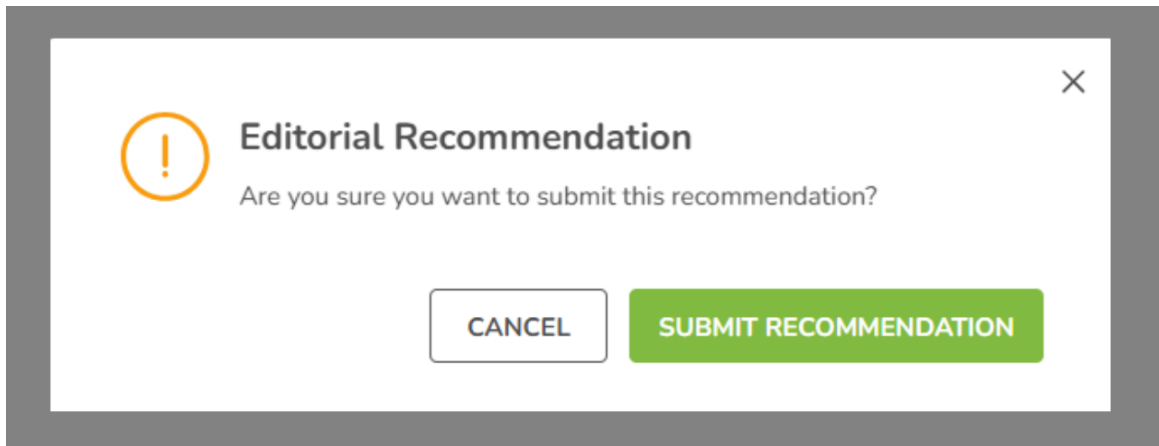 Editorial Recommendation
Are you sure you want to submit this recommendation?
CANCEL
SUBMIT RECOMMENDATION